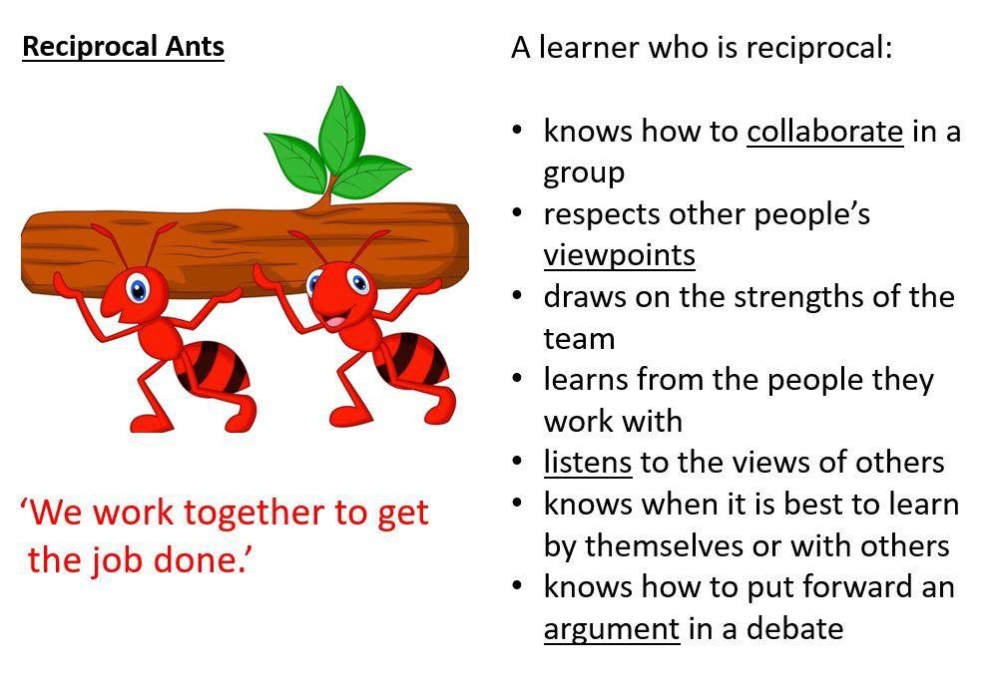 Reciprocal Ants
‘We work together to get
the job done.’
A learner who is reciprocal:
• knows how to collaborate in a
group
• respects other people’s
viewpoints
• draws on the strengths of the
team
• learns from the people they
work with
• listens to the views of others
• knows when it is best to learn
by themselves or with others
• knows how to put forward an
argument in a debate